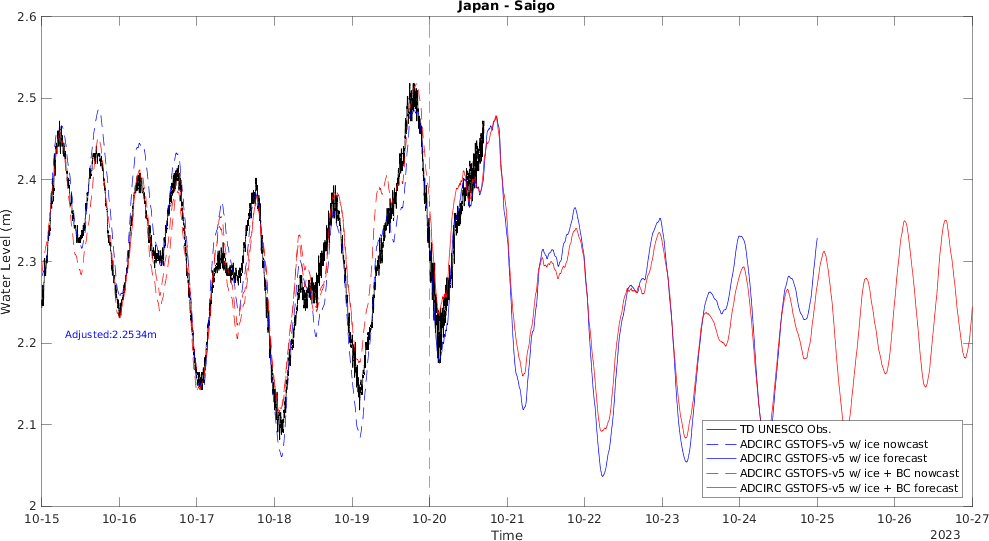 Japan - Saigo
2.6
2.5
2.4
2.3
2.2
2.1
2
Water Level (m)
Adjusted:2.2534m
TD UNESCO Obs.
ADCIRC GSTOFS-v5 w/ ice nowcast
ADCIRC GSTOFS-v5 w/ ice forecast
ADCIRC GSTOFS-v5 w/ ice + BC nowcast
ADCIRC GSTOFS-v5 w/ ice + BC forecast
10-15 10-16 10-17 10-18 10-19 10-20 10-21 10-22 10-23 10-24 10-25 10-26 10-27
Time
2023